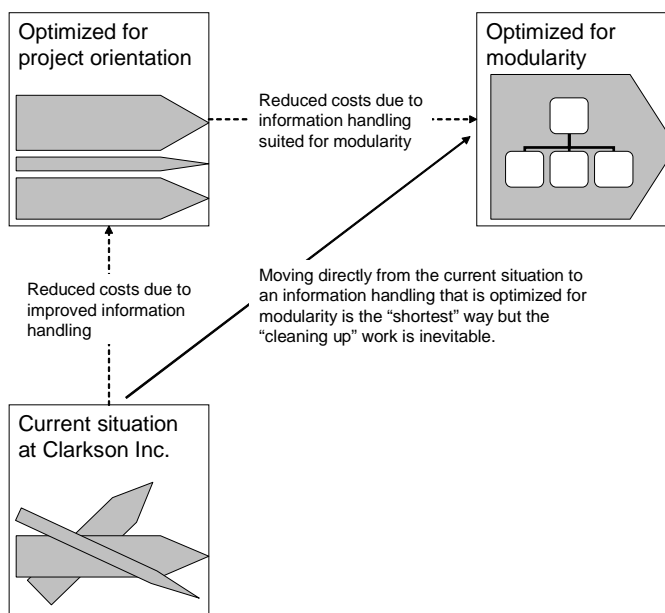 Optimized for
project orientation
Optimized for
modularity
Reduced costs due to
information handling
suited for modularity
Reduced costs due to
improved information
handling
Moving directly from the current situation to
an information handling that is optimized for
modularity is the “shortest” way but the
“cleaning up” work is inevitable.
Current situation
at Clarkson Inc.